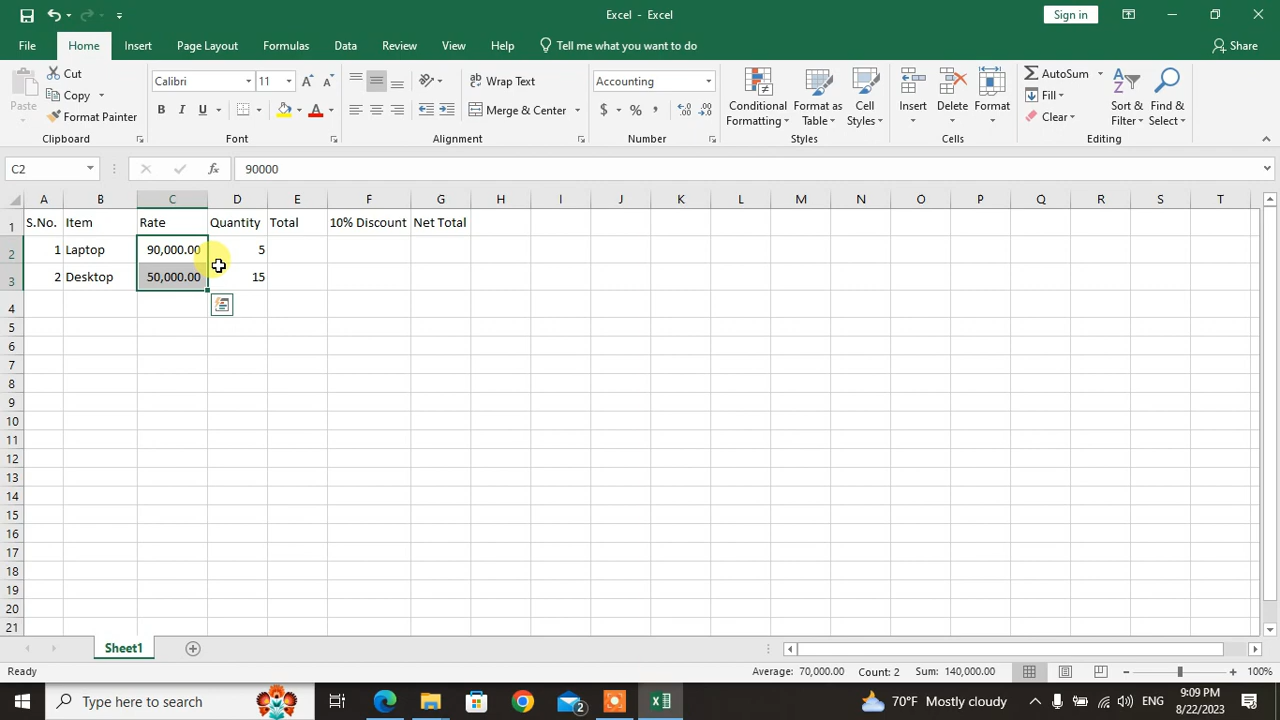 Excel - Excel
Sign in
File Home Insert Page Layout Formulas Data Review View Help Tell me what you want to do Share
Paste
Cut
Copy
Format Painter
Clipboard
Calibri 11
B I U
Font
Wrap Text
Merge & Center
Alignment
Accounting
$ % ,
Number
Conditional Formatting
Format as Table
Cell Styles
Styles
Insert Delete Format
Cells
AutoSum
Fill
Clear
Sort & Filter
Find & Select
Editing
C2 fx 90000
A B C D E F G H I J K L M N O P Q R S T
1 S.No. Item Rate Quantity Total 10% Discount Net Total
2 1 Laptop 90,000.00 5
3 2 Desktop 50,000.00 15
4
5
6
7
8
9
10
11
12
13
14
15
16
17
18
19
20
21
Sheet1
Ready Average: 70,000.00 Count: 2 Sum: 140,000.00 100%
Type here to search 2 70°F Mostly cloudy ENG 9:09 PM
8/22/2023